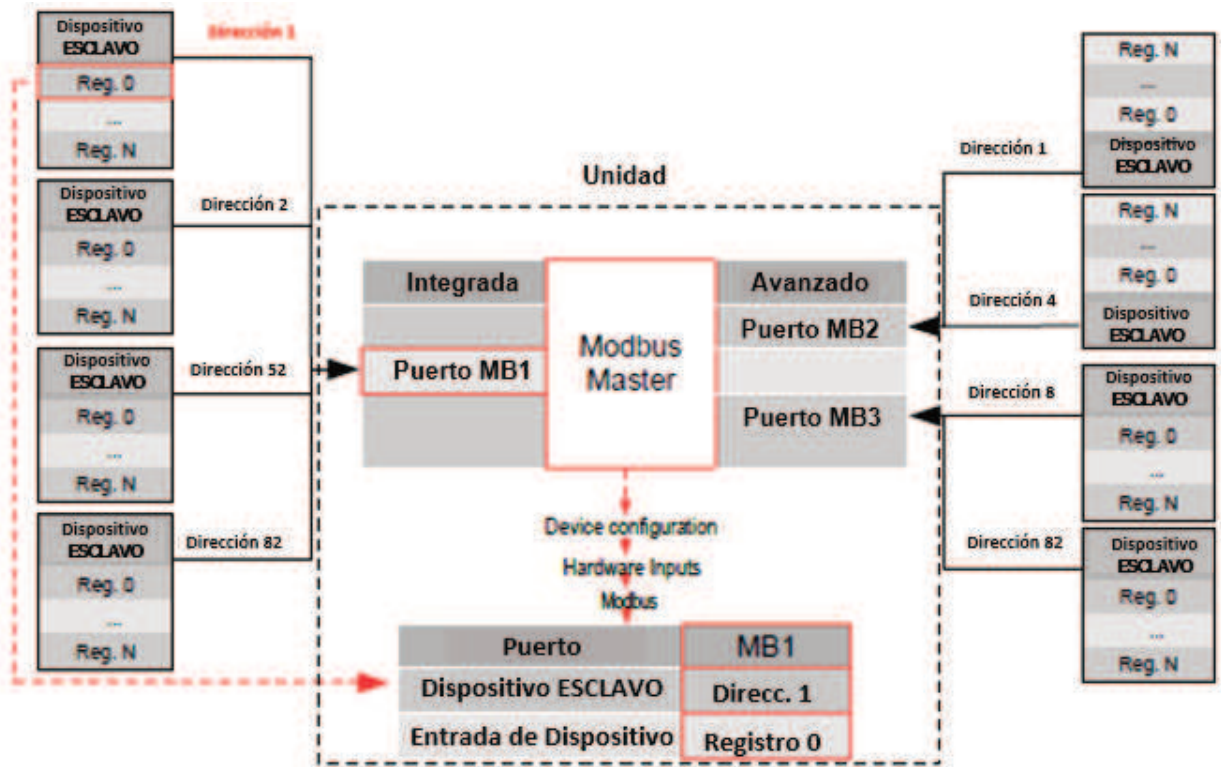 Dispositivo
ESCLAVO
Reg. 0
...
Reg. N
Dirección 1
Dispositivo
ESCLAVO
Reg. 0
...
Reg. N
Dirección 2
Dispositivo
ESCLAVO
Reg. 0
...
Reg. N
Dirección 52
Dispositivo
ESCLAVO
Reg. 0
...
Reg. N
Dirección 82
Unidad
Integrada
Puerto MB1
Modbus
Master
Avanzado
Puerto MB2
Puerto MB3
Device configuration
Hardware Inputs
Modbus
Puerto
MB1
Dispositivo ESCLAVO
Direcc. 1
Entrada de Dispositivo
Registro 0
Dirección 1
Reg. N
...
Reg. 0
Dispositivo
ESCLAVO
Dirección 4
Reg. N
...
Reg. 0
Dispositivo
ESCLAVO
Dirección 8
Dispositivo
ESCLAVO
Reg. 0
...
Reg. N
Dirección 82
Dispositivo
ESCLAVO
Reg. 0
...
Reg. N